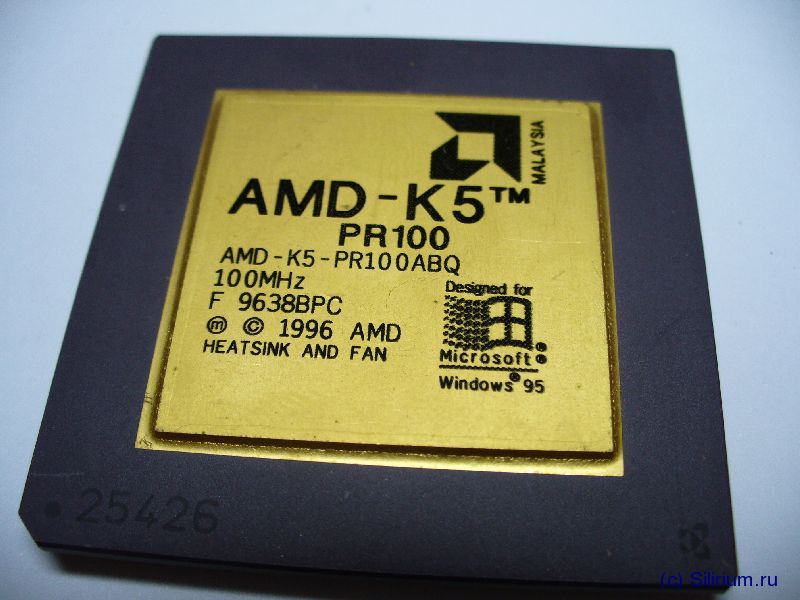 MALAYSIA
AMD-K5™
PR100
AMD-K5-PR100ABQ
100MHz
F 9638BPC
ⓜ © 1996 AMD
HEATSINK AND FAN
Designed for
Microsoft®
Windows®95
25426
(c) Silirium.ru